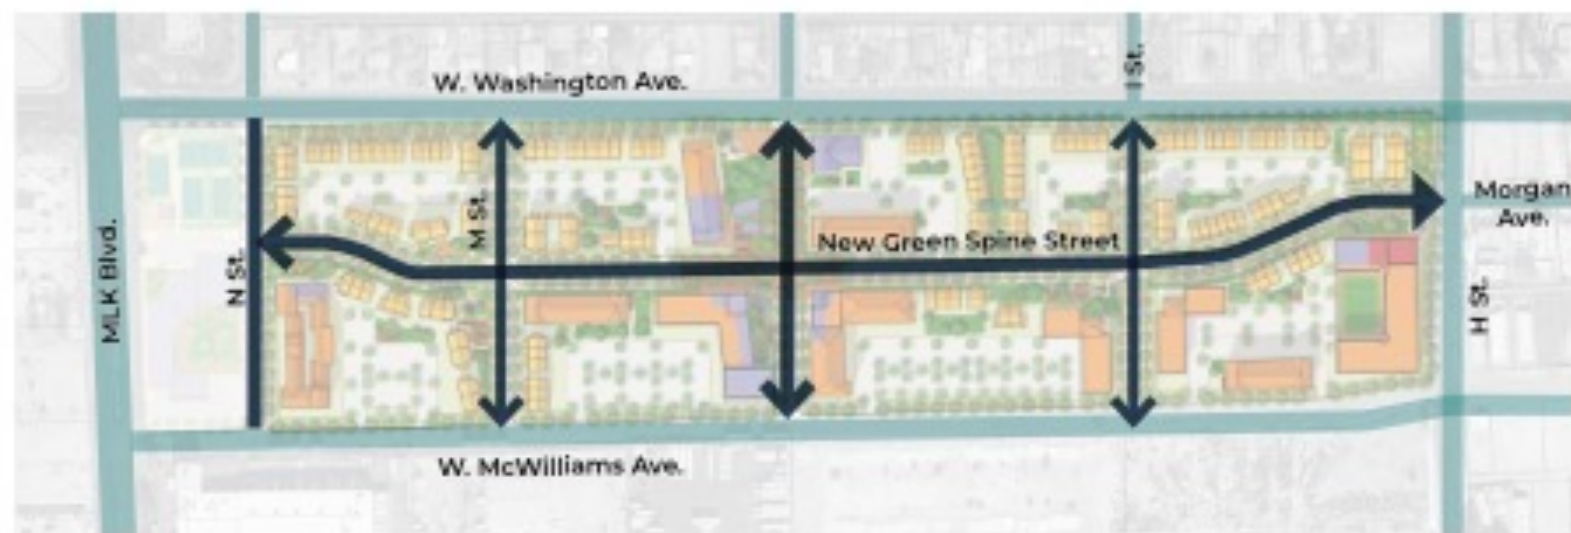 W. Washington Ave.
I St.
MLK Blvd.
N St.
M St.
New Green Spine Street
Morgan
Ave.
H St.
W. McWilliams Ave.